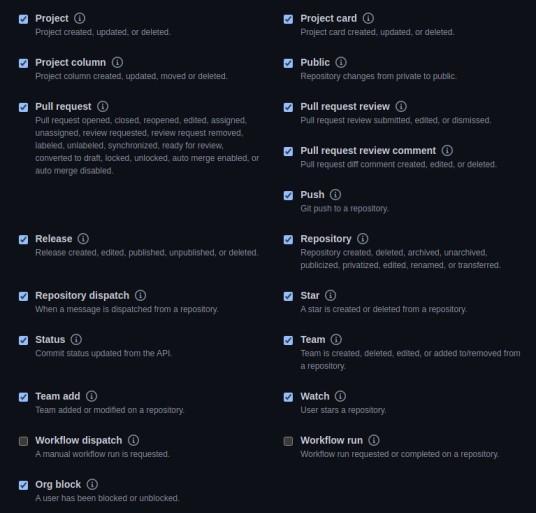 Project
Project created, updated, or deleted.
Project card
Project card created, updated, or deleted.
Project column
Project column created, updated, moved or deleted.
Public
Repository changes from private to public.
Pull request
Pull request opened, closed, reopened, edited, assigned,
unassigned, review requested, review request removed,
labeled, unlabeled, synchronized, ready for review,
converted to draft, locked, unlocked, auto merge enabled, or
auto merge disabled.
Pull request review
Pull request review submitted, edited, or dismissed.
Pull request review comment
Pull request diff comment created, edited, or deleted.
Push
Git push to a repository.
Release
Release created, edited, published, unpublished, or deleted.
Repository
Repository created, deleted, archived, unarchived,
publicized, privatized, edited, renamed, or transferred.
Repository dispatch
When a message is dispatched from a repository.
Star
A star is created or deleted from a repository.
Status
Commit status updated from the API.
Team
Team is created, deleted, edited, or added to/removed from
a repository.
Team add
Team added or modified on a repository.
Watch
User stars a repository.
Workflow dispatch
A manual workflow run is requested.
Workflow run
Workflow run requested or completed on a repository.
Org block
A user has been blocked or unblocked.